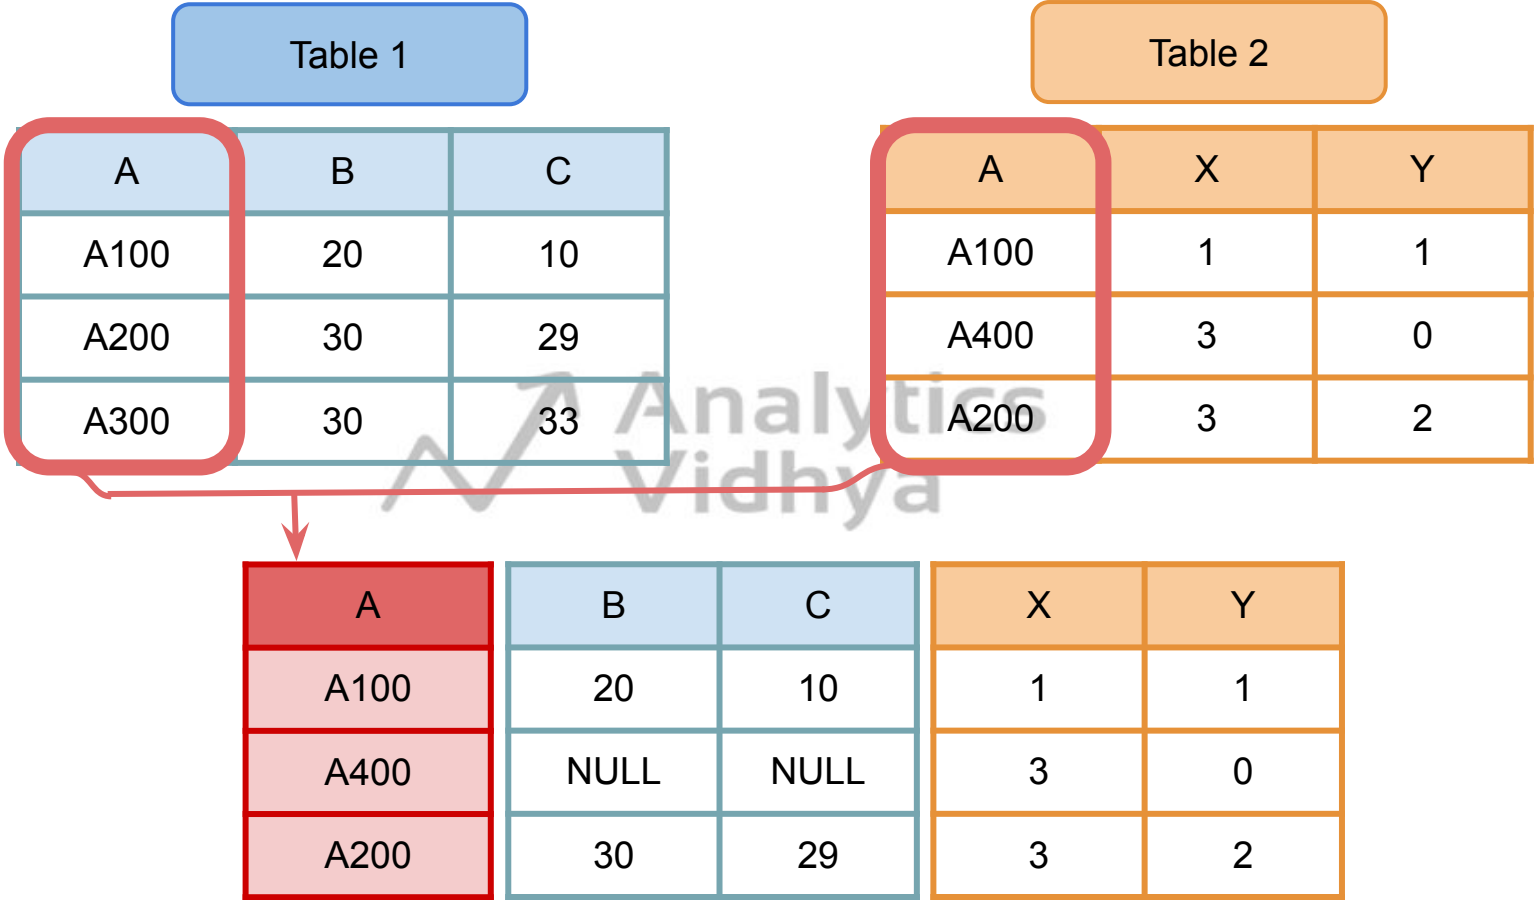 Table 1
Table 2
A B C
A100 20 10
A200 30 29
A300 30 33
A X Y
A100 1 1
A400 3 0
A200 3 2
Analytics
Vidhya
A B C X Y
A100 20 10 1 1
A400 NULL NULL 3 0
A200 30 29 3 2